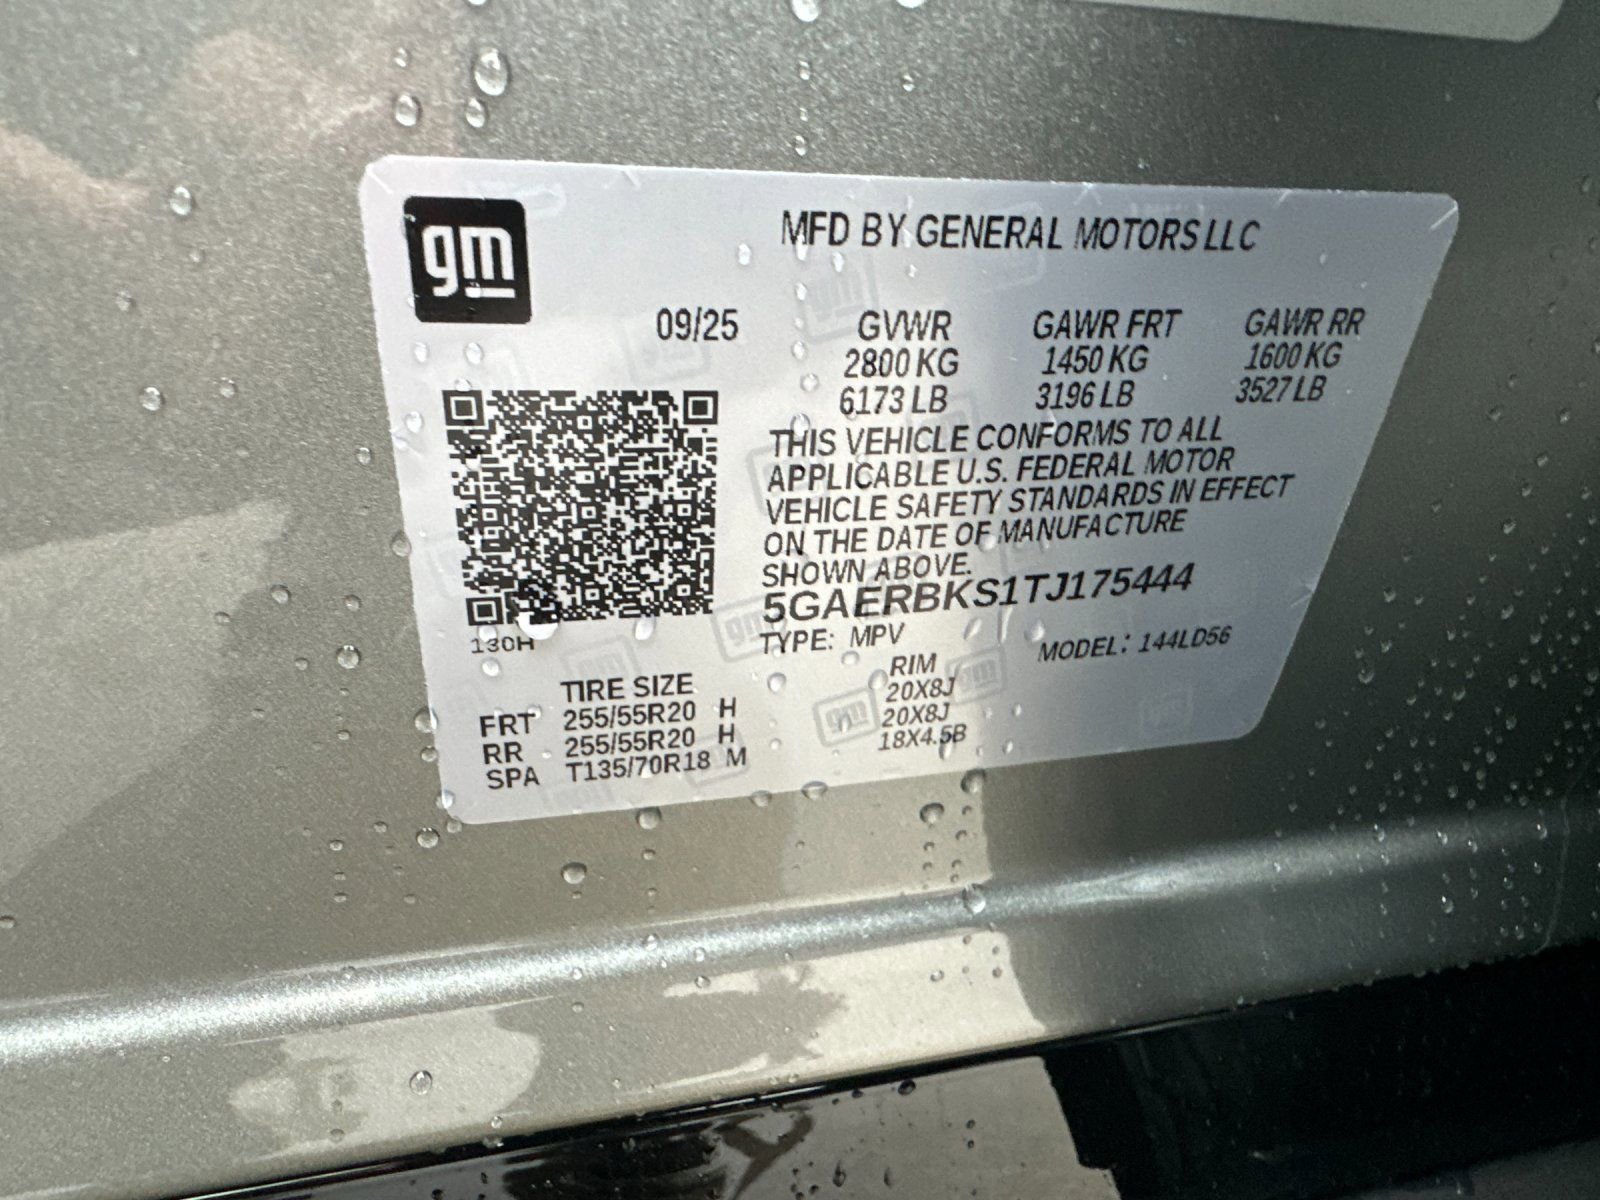 gm
MFD BY GENERAL MOTORS LLC
09/25 GVWR GAWR FRT GAWR RR
2800 KG 1450 KG 1600 KG
6173 LB 3196 LB 3527 LB
THIS VEHICLE CONFORMS TO ALL
APPLICABLE U.S. FEDERAL MOTOR
VEHICLE SAFETY STANDARDS IN EFFECT
ON THE DATE OF MANUFACTURE
SHOWN ABOVE.
5GAERBKS1TJ175444
130H
TYPE: MPV MODEL: 144LD56
TIRE SIZE RIM
FRT 255/55R20 H 20X8J
RR 255/55R20 H 20X8J
SPA T135/70R18 M 18X4.5B